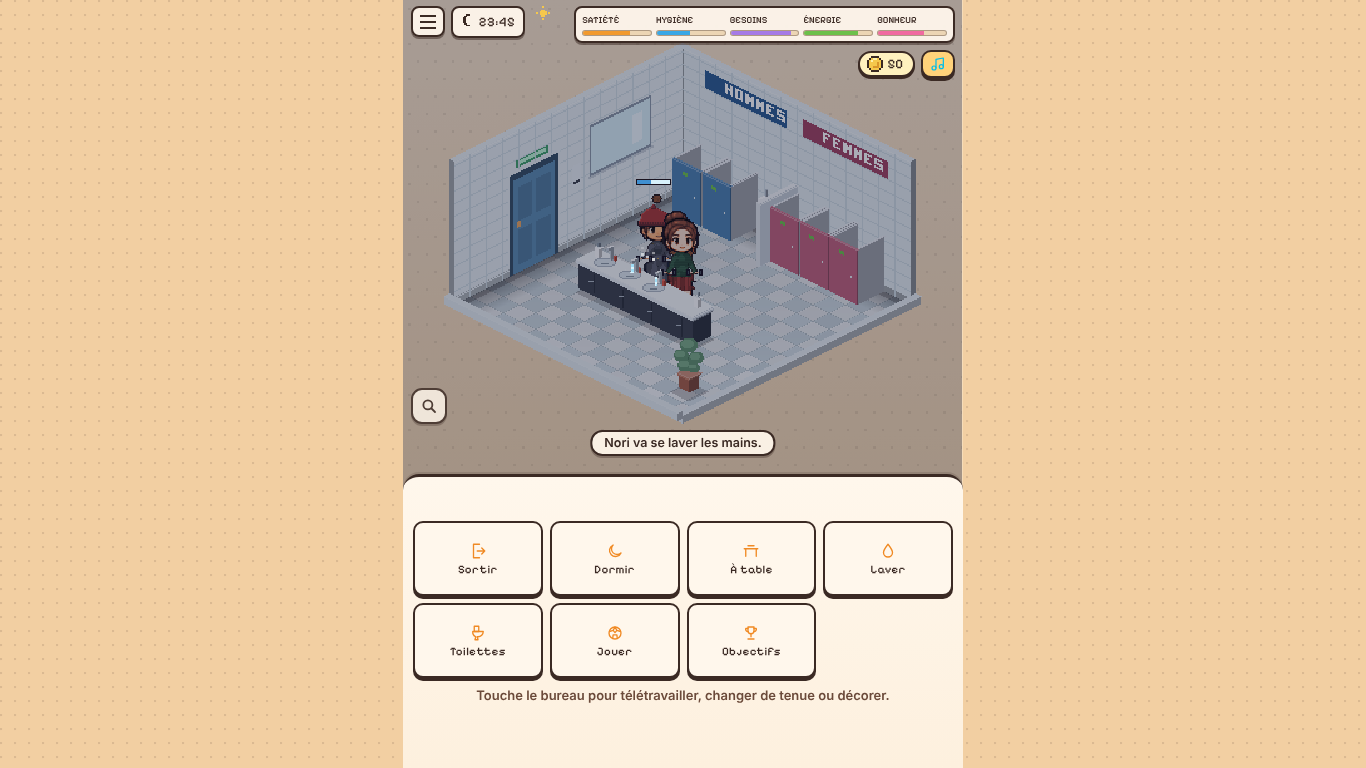 23:48
SATIÉTÉ
HYGIÈNE
BESOINS
ÉNERGIE
BONHEUR
80
HOMMES
FEMMES
Nori va se laver les mains.
Sortir
Dormir
À table
Laver
Toilettes
Jouer
Objectifs
Touche le bureau pour télétravailler, changer de tenue ou décorer.